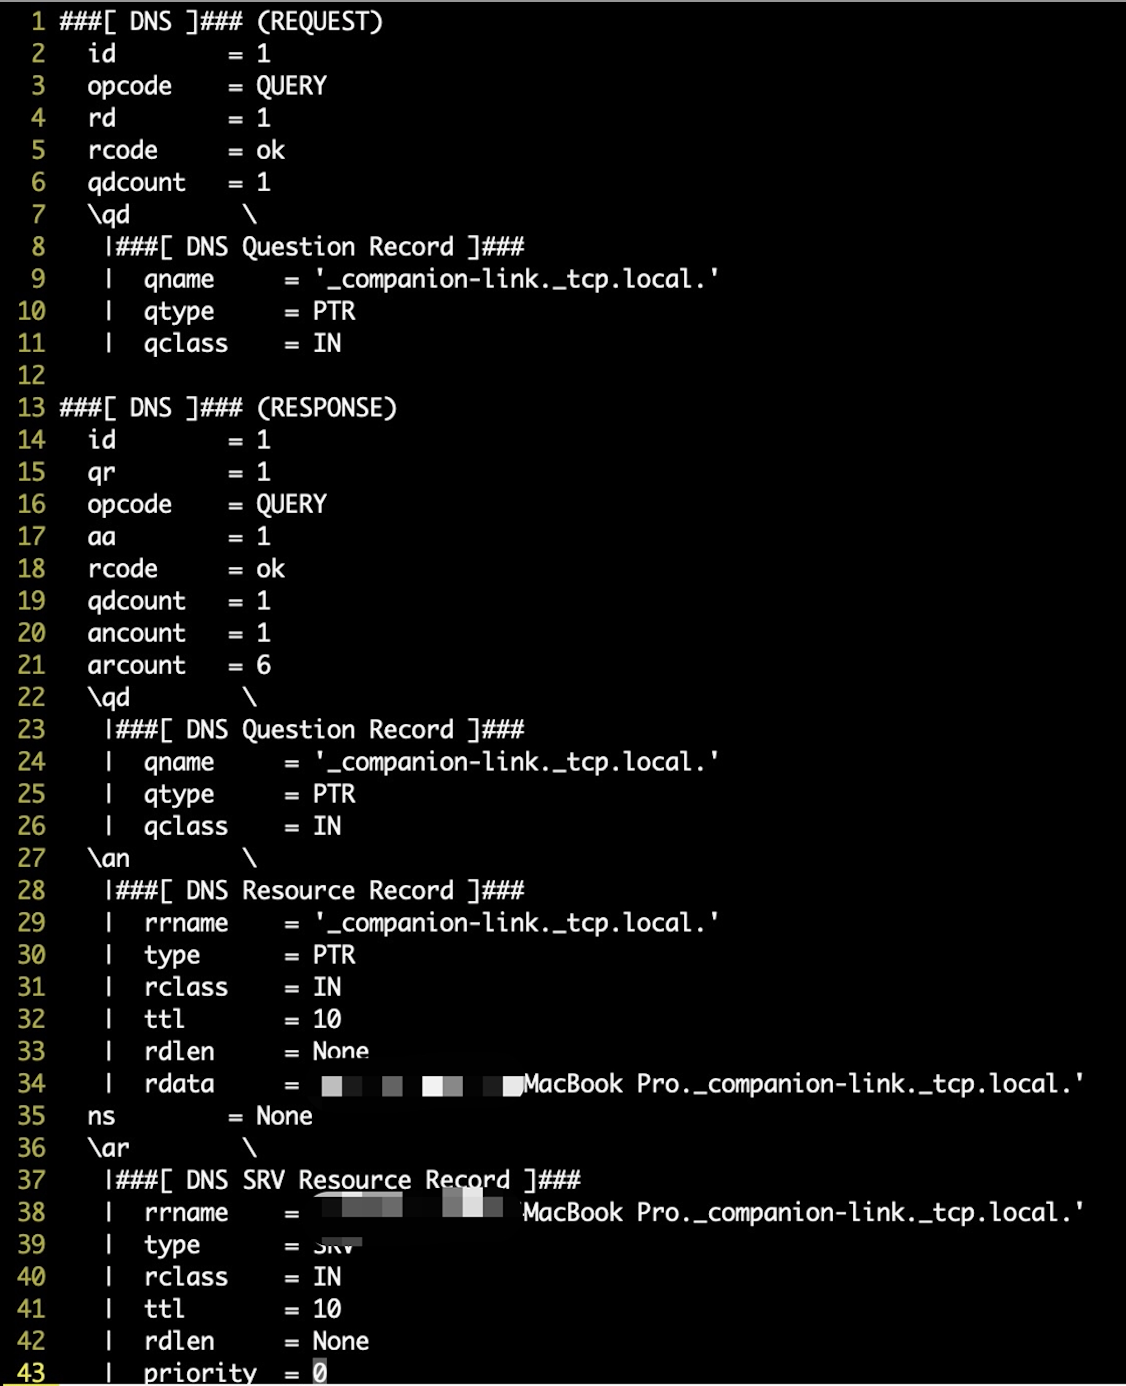 1 ###[ DNS ]### (REQUEST)
2 id = 1
3 opcode = QUERY
4 rd = 1
5 rcode = ok
6 qdcount = 1
7 \qd \
8 |###[ DNS Question Record ]###
9 | qname = '_companion-link._tcp.local.'
10 | qtype = PTR
11 | qclass = IN
12
13 ###[ DNS ]### (RESPONSE)
14 id = 1
15 qr = 1
16 opcode = QUERY
17 aa = 1
18 rcode = ok
19 qdcount = 1
20 ancount = 1
21 arcount = 6
22 \qd \
23 |###[ DNS Question Record ]###
24 | qname = '_companion-link._tcp.local.'
25 | qtype = PTR
26 | qclass = IN
27 \an \
28 |###[ DNS Resource Record ]###
29 | rrname = '_companion-link._tcp.local.'
30 | type = PTR
31 | rclass = IN
32 | ttl = 10
33 | rdlen = None
34 | rdata = MacBook Pro._companion-link._tcp.local.'
35 ns = None
36 \ar \
37 |###[ DNS SRV Resource Record ]###
38 | rrname = MacBook Pro._companion-link._tcp.local.'
39 | type = SRV
40 | rclass = IN
41 | ttl = 10
42 | rdlen = None
43 | priority = 0